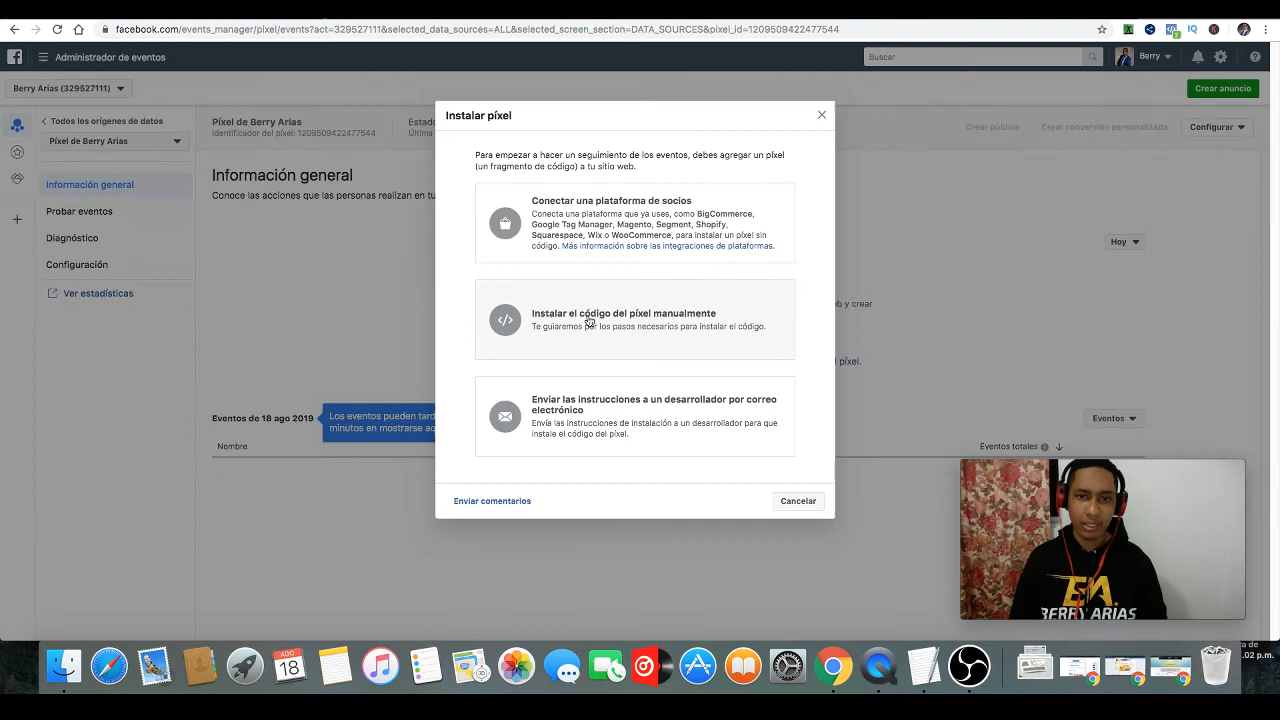 facebook.com/events_manager/pixel/events?act=329527111&selected_data_sources=ALL&selected_screen_section=DATA_SOURCES&pixel_id=1209509422477544
Administrador de eventos
Buscar
Berry
Berry Arias (329527111)
Crear anuncio
Todos los orígenes de datos
Píxel de Berry Arias
Información general
Probar eventos
Diagnóstico
Configuración
Ver estadísticas
Píxel de Berry Arias
Identificador del píxel: 1209509422477544
Crear público
Crear conversión personalizada
Configurar
Información general
Conoce las acciones que las personas realizan en
Hoy
web y crear
píxel.
Eventos de 18 ago 2019
Los eventos pueden tard
minutos en mostrarse aq
Eventos
Nombre
Eventos totales
Instalar píxel
Para empezar a hacer un seguimiento de los eventos, debes agregar un píxel
(un fragmento de código) a tu sitio web.
Conectar una plataforma de socios
Conecta una plataforma que ya uses, como BigCommerce,
Google Tag Manager, Magento, Segment, Shopify,
Squarespace, Wix o WooCommerce, para instalar un píxel sin
código. Más información sobre las integraciones de plataformas.
Instalar el código del píxel manualmente
Te guiaremos por los pasos necesarios para instalar el código.
Enviar las instrucciones a un desarrollador por correo
electrónico
Envía las instrucciones de instalación a un desarrollador para que
instale el código del píxel.
Enviar comentarios
Cancelar
BERRY ARIAS
AGO
18